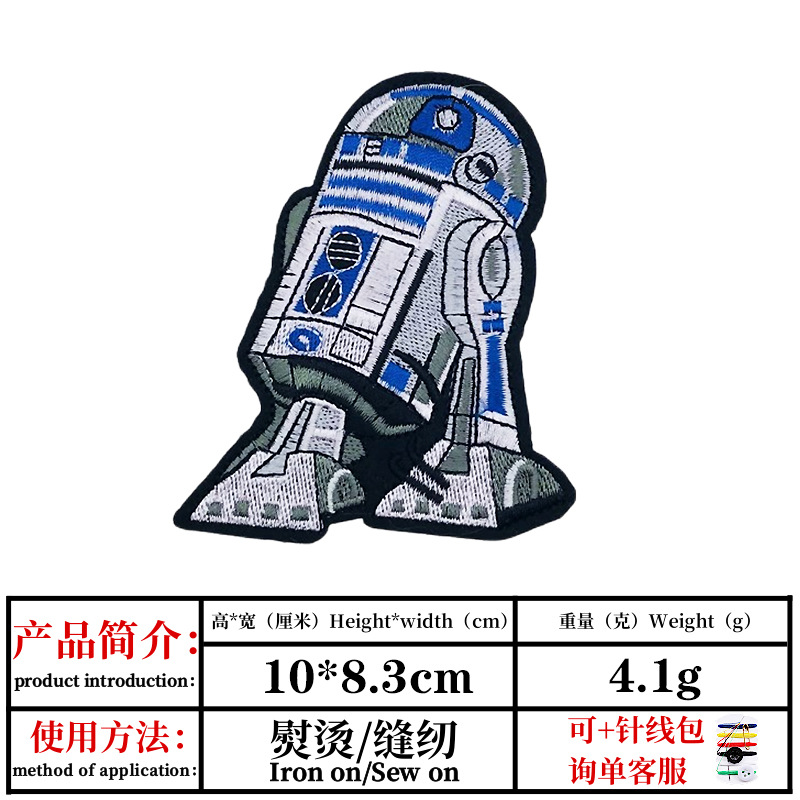 产品简介：
product introduction：
高*宽（厘米）Height*width（cm）
重量（克）Weight（g）
10*8.3cm
4.1g
使用方法：
method of application：
熨烫/缝纫
Iron on/Sew on
可+针线包
询单客服